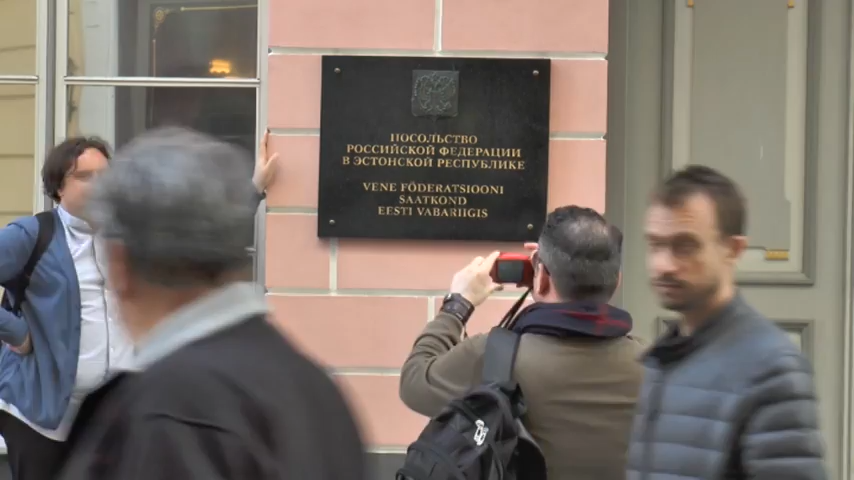 ПОСОЛЬСТВО
РОССИЙСКОЙ ФЕДЕРАЦИИ
В ЭСТОНСКОЙ РЕСПУБЛИКЕ
VENE FÖDERATSIOONI
SAATKOND
EESTI VABARIIGIS